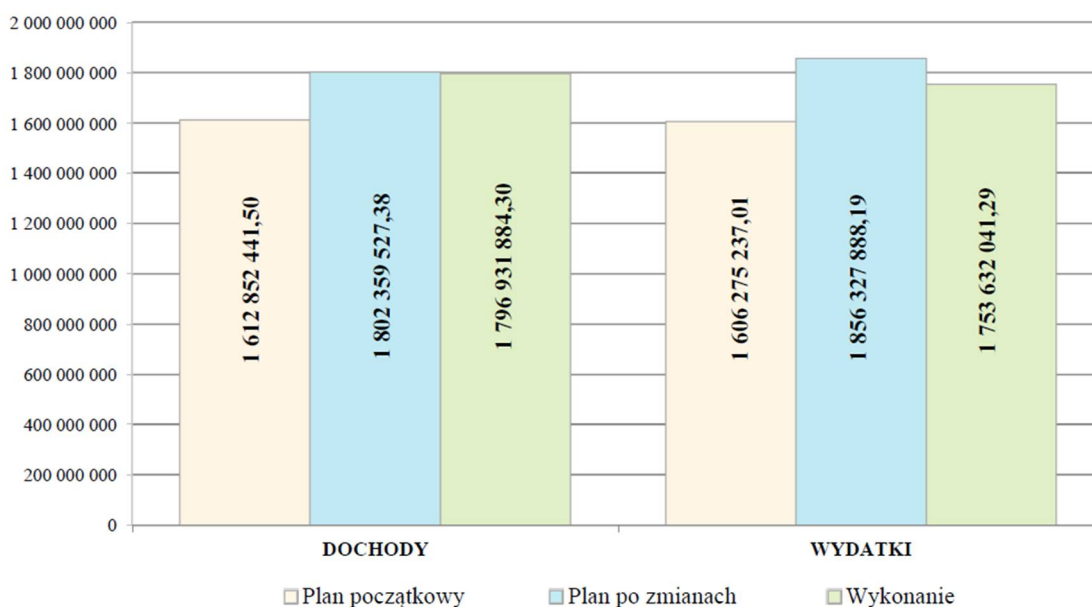 2 000 000 000
1 800 000 000
1 600 000 000
1 400 000 000
1 200 000 000
1 000 000 000
800 000 000
600 000 000
400 000 000
200 000 000
0
1 612 852 441,50
1 802 359 527,38
1 796 931 884,30
1 606 275 237,01
1 856 327 888,19
1 753 632 041,29
DOCHODY
WYDATKI
Plan początkowy
Plan po zmianach
Wykonanie